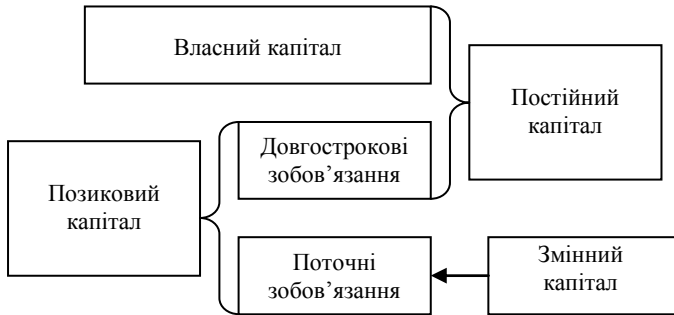 Власний капітал
Постійний
капітал
Довгострокові
зобов’язання
Позиковий
капітал
Поточні
зобов’язання
Змінний
капітал